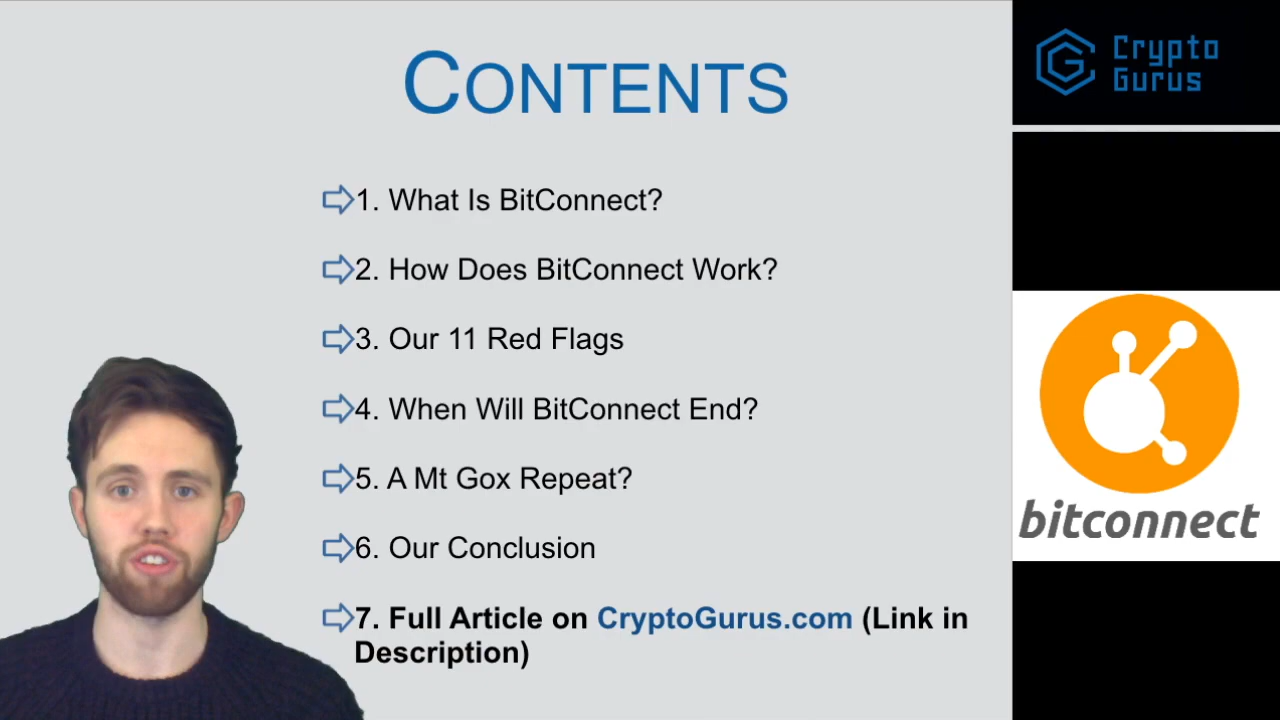 CONTENTS
1. What Is BitConnect?
2. How Does BitConnect Work?
3. Our 11 Red Flags
4. When Will BitConnect End?
5. A Mt Gox Repeat?
6. Our Conclusion
7. Full Article on CryptoGurus.com (Link in
Description)
Crypto
Gurus
bitconnect